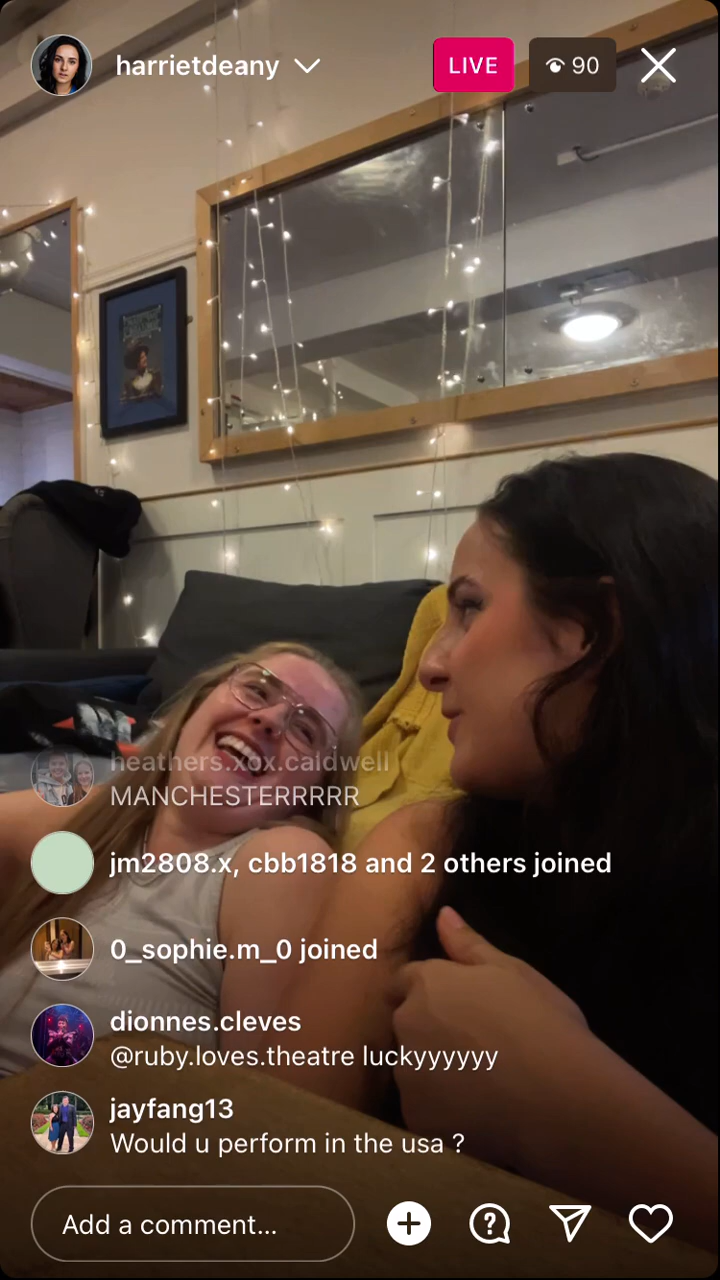 harrietdeany
LIVE
90
heathers.xox.caldwell
MANCHESTERRRRR
jm2808.x, cbb1818 and 2 others joined
0_sophie.m_0 joined
dionnes.cleves
@ruby.loves.theatre luckyyyyyy
jayfang13
Would u perform in the usa ?
Add a comment...